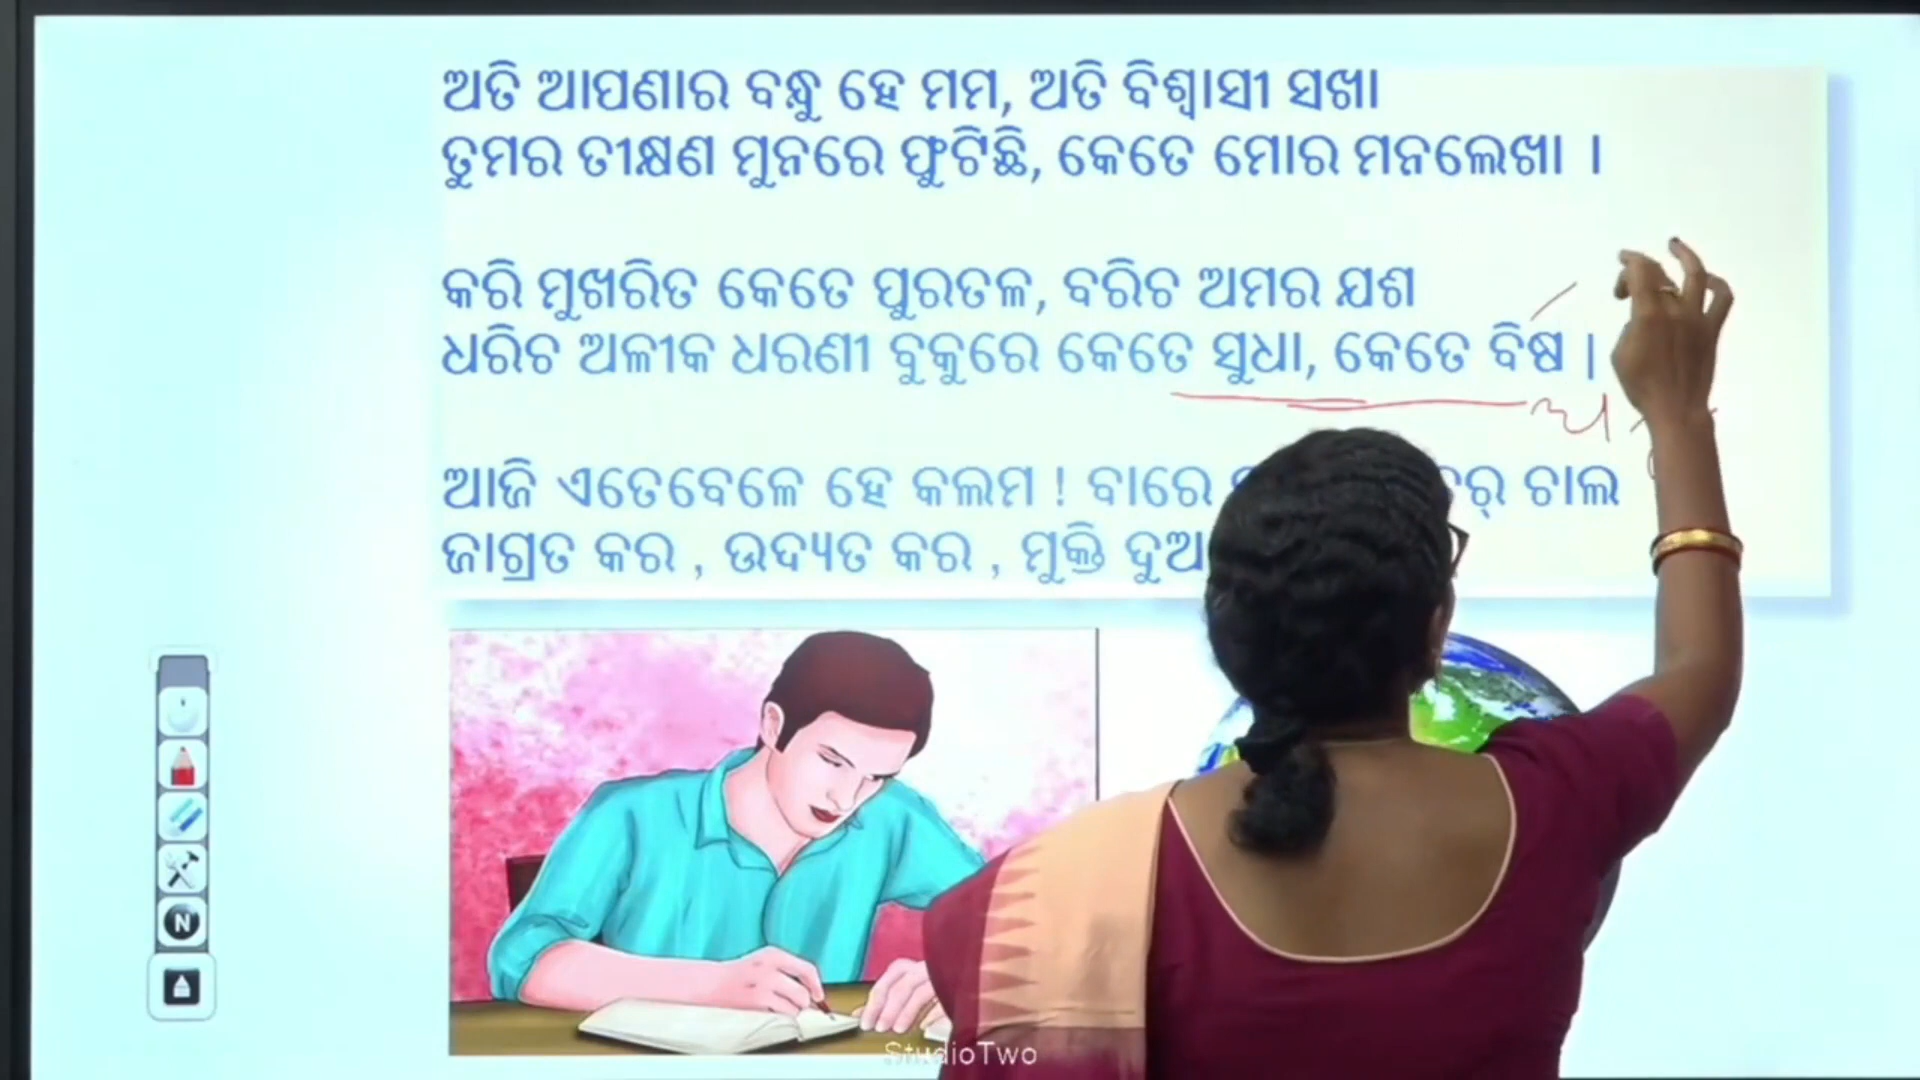 ଅତି ଆପଣାର ବନ୍ଧୁ ହେ ମମ, ଅତି ବିଶ୍ୱାସୀ ସଖା
ତୁମର ତୀକ୍ଷଣ ମୁନରେ ଫୁଟିଛି, କେତେ ମୋର ମନଲେଖା ।
କରି ମୁଖରିତ କେତେ ପୁରତଳ, ବରିଚ ଅମର ଯଶ
ଧରିଚ ଅଳୀକ ଧରଣୀ ବୁକୁରେ କେତେ ସୁଧା, କେତେ ବିଷ |
ଆଜି ଏତେବେଳେ ହେ କଲମ ! ବାରେ ଚାଲ
ଜାଗ୍ରତ କର , ଉଦ୍ୟତ କର , ମୁକ୍ତି
N
StudioTwo